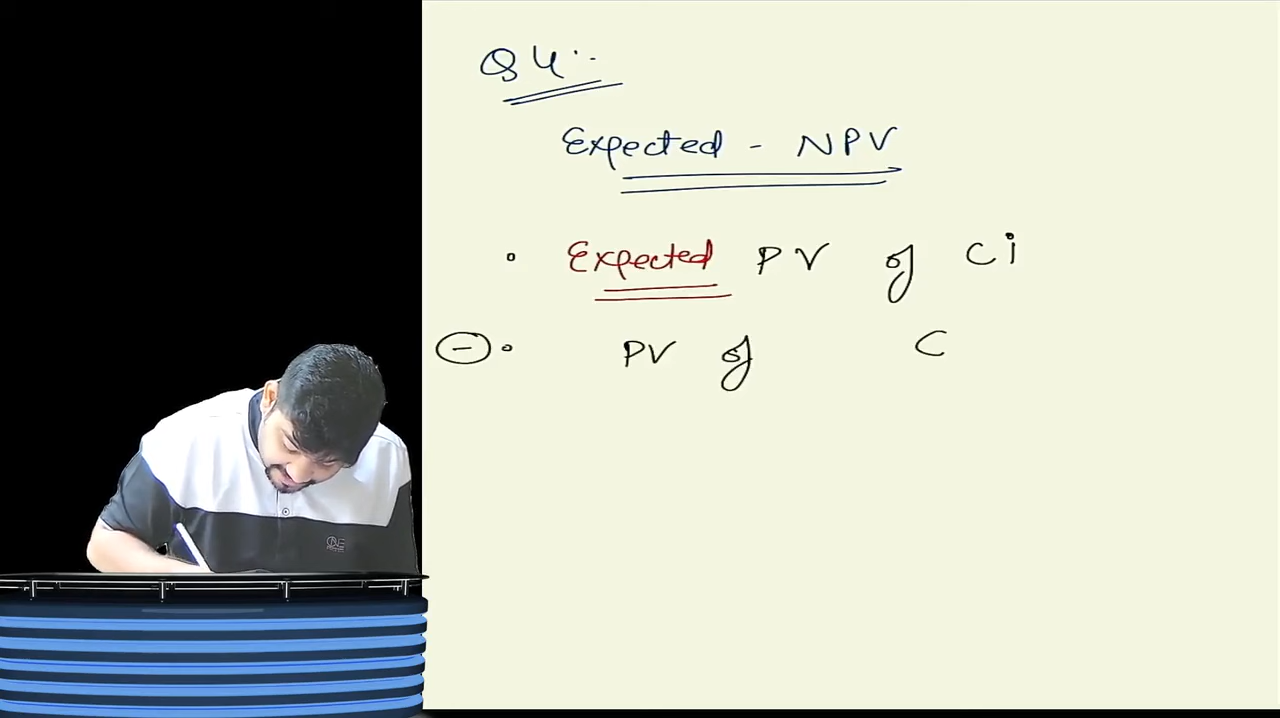 Q4:-
Expected - NPV
• Expected PV of Ci
(-) • PV of C